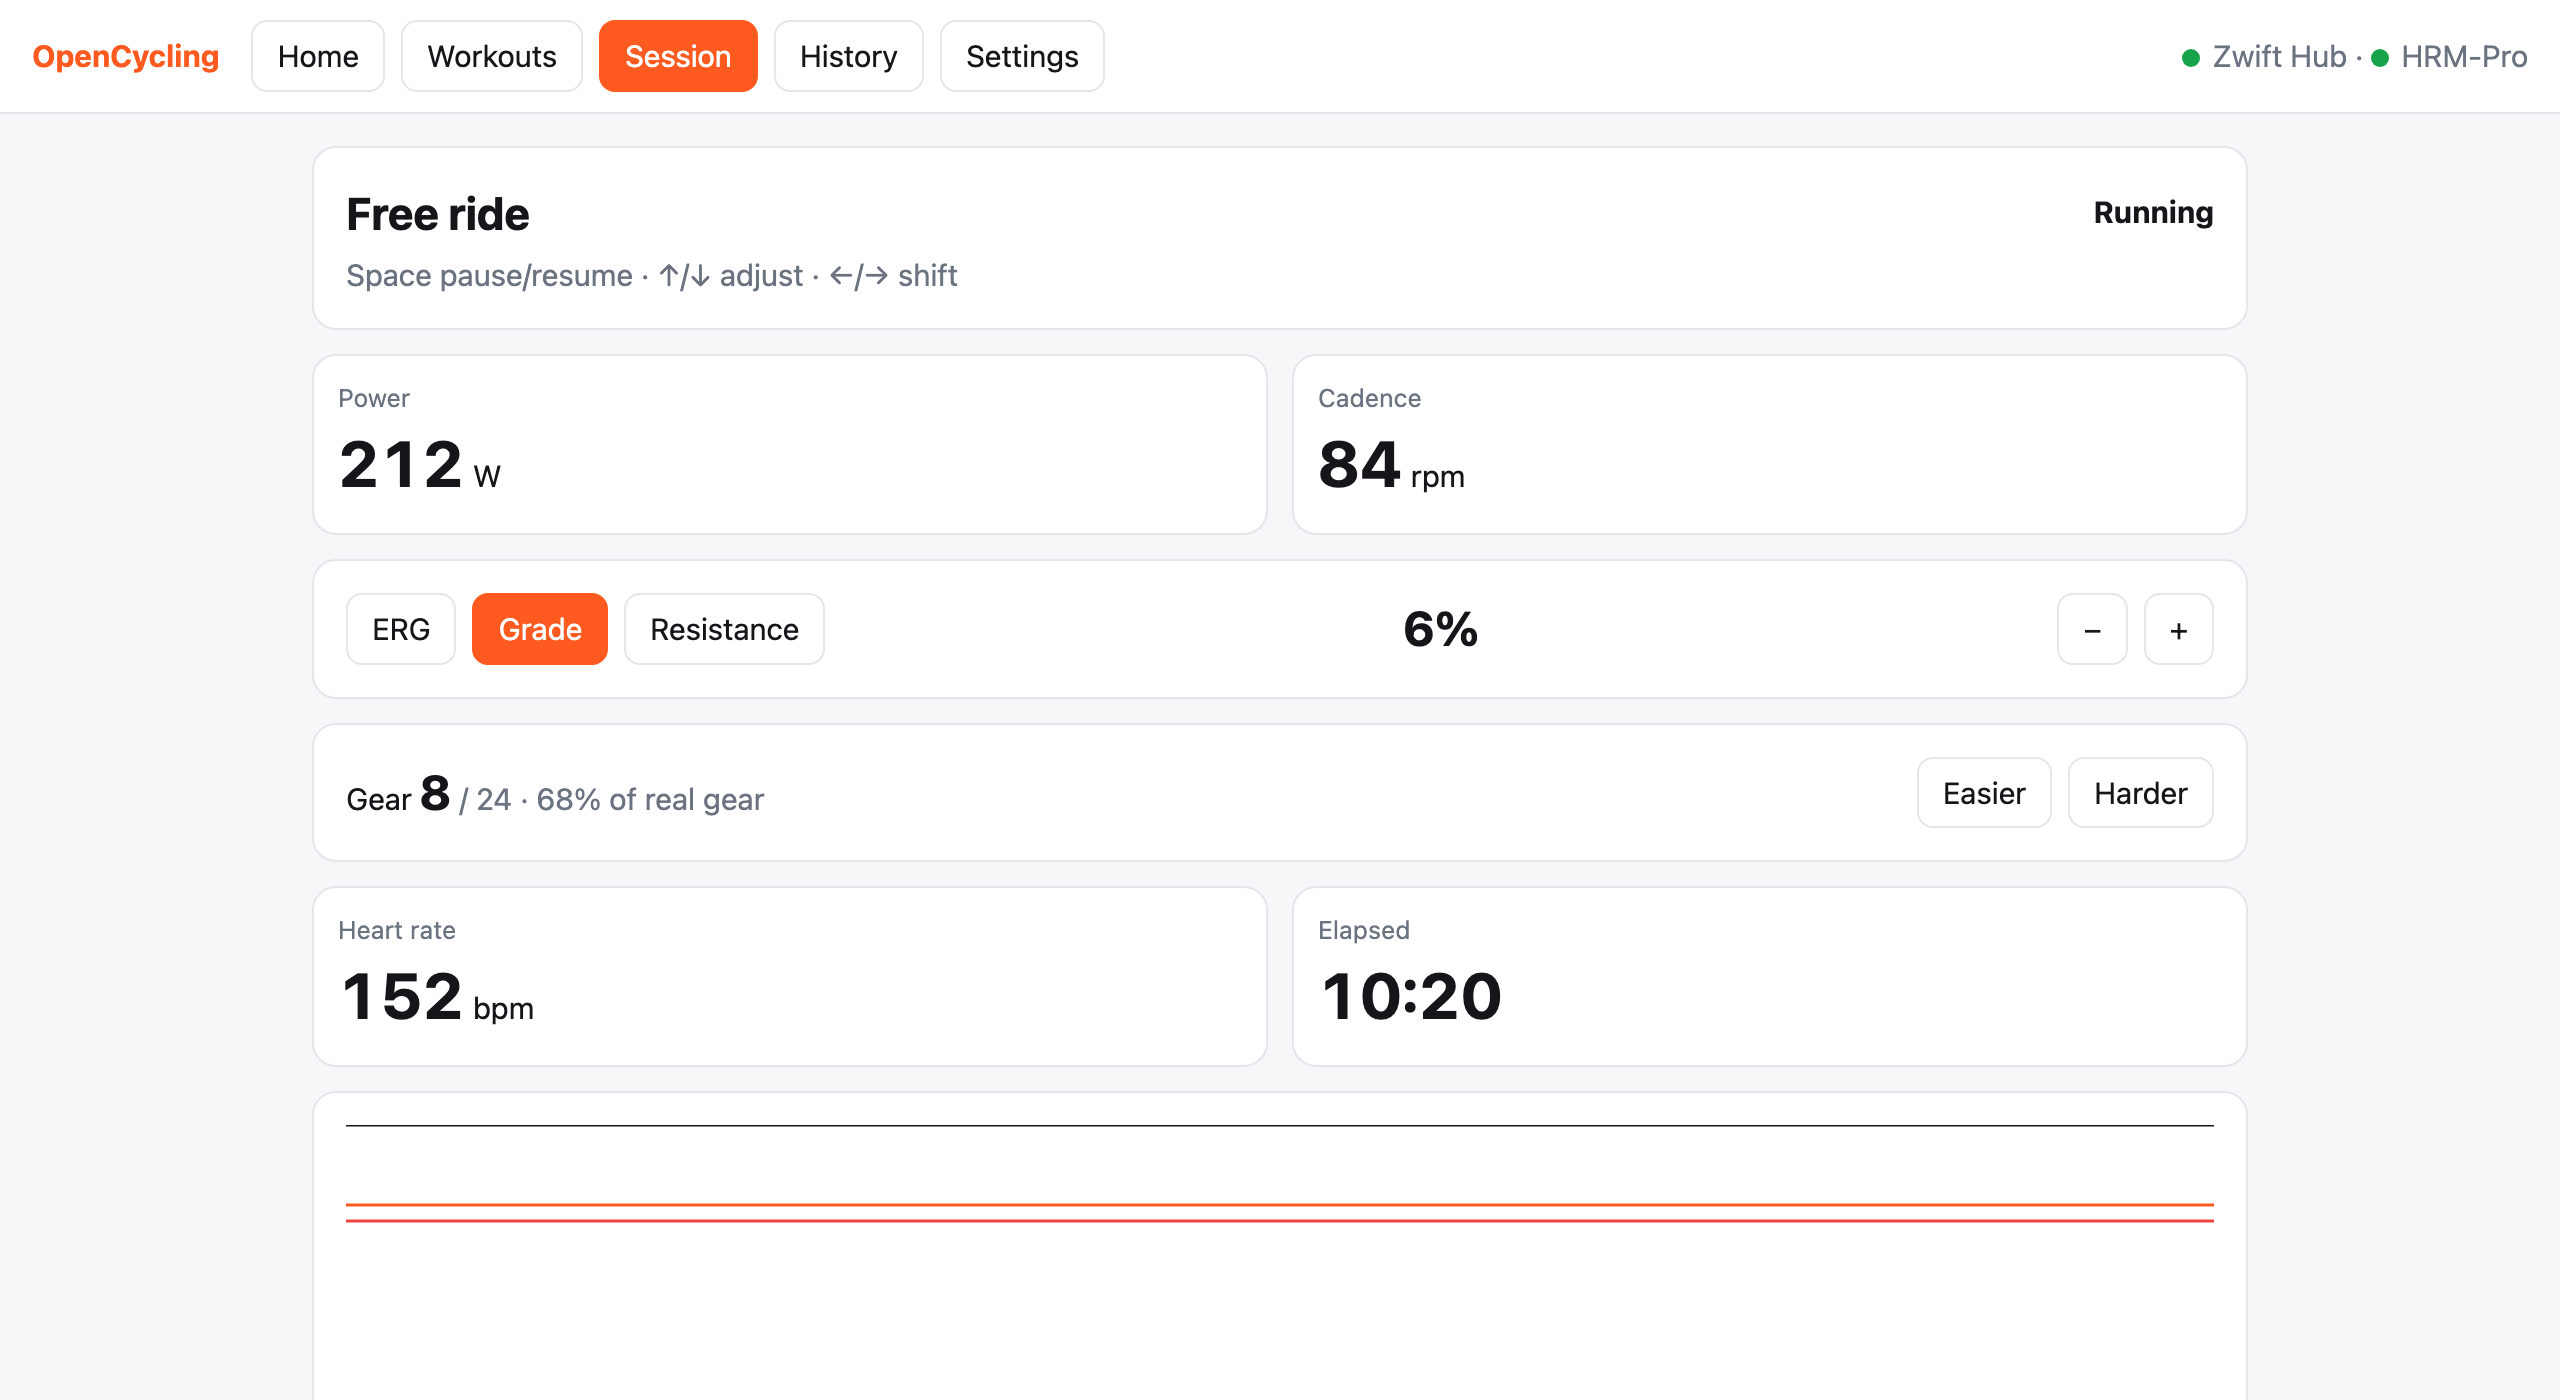 OpenCycling Home Workouts Session History Settings Zwift Hub · HRM-Pro
Free ride Running
Space pause/resume · ↑/↓ adjust · ←/→ shift
Power
212 W
Cadence
84 rpm
ERG Grade Resistance 6% − +
Gear 8 / 24 · 68% of real gear Easier Harder
Heart rate
152 bpm
Elapsed
10:20